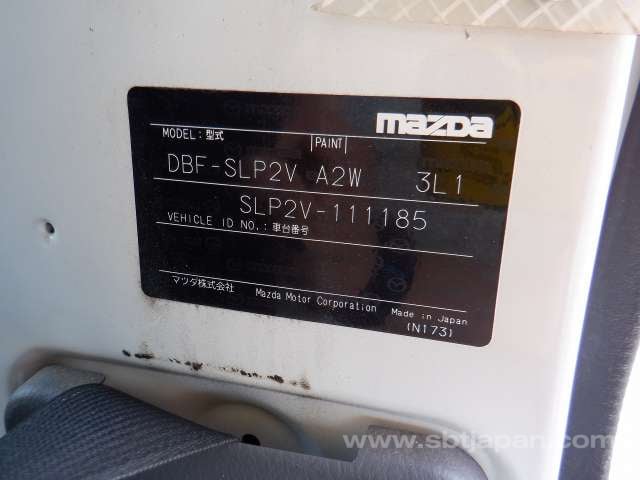 mazda
MODEL: 型式 PAINT
DBF-SLP2V A2W 3L1
SLP2V-111185
VEHICLE ID NO.: 車台番号
マツダ株式会社 Mazda Motor Corporation Made in Japan
(N173)
www.sbtjapan.com